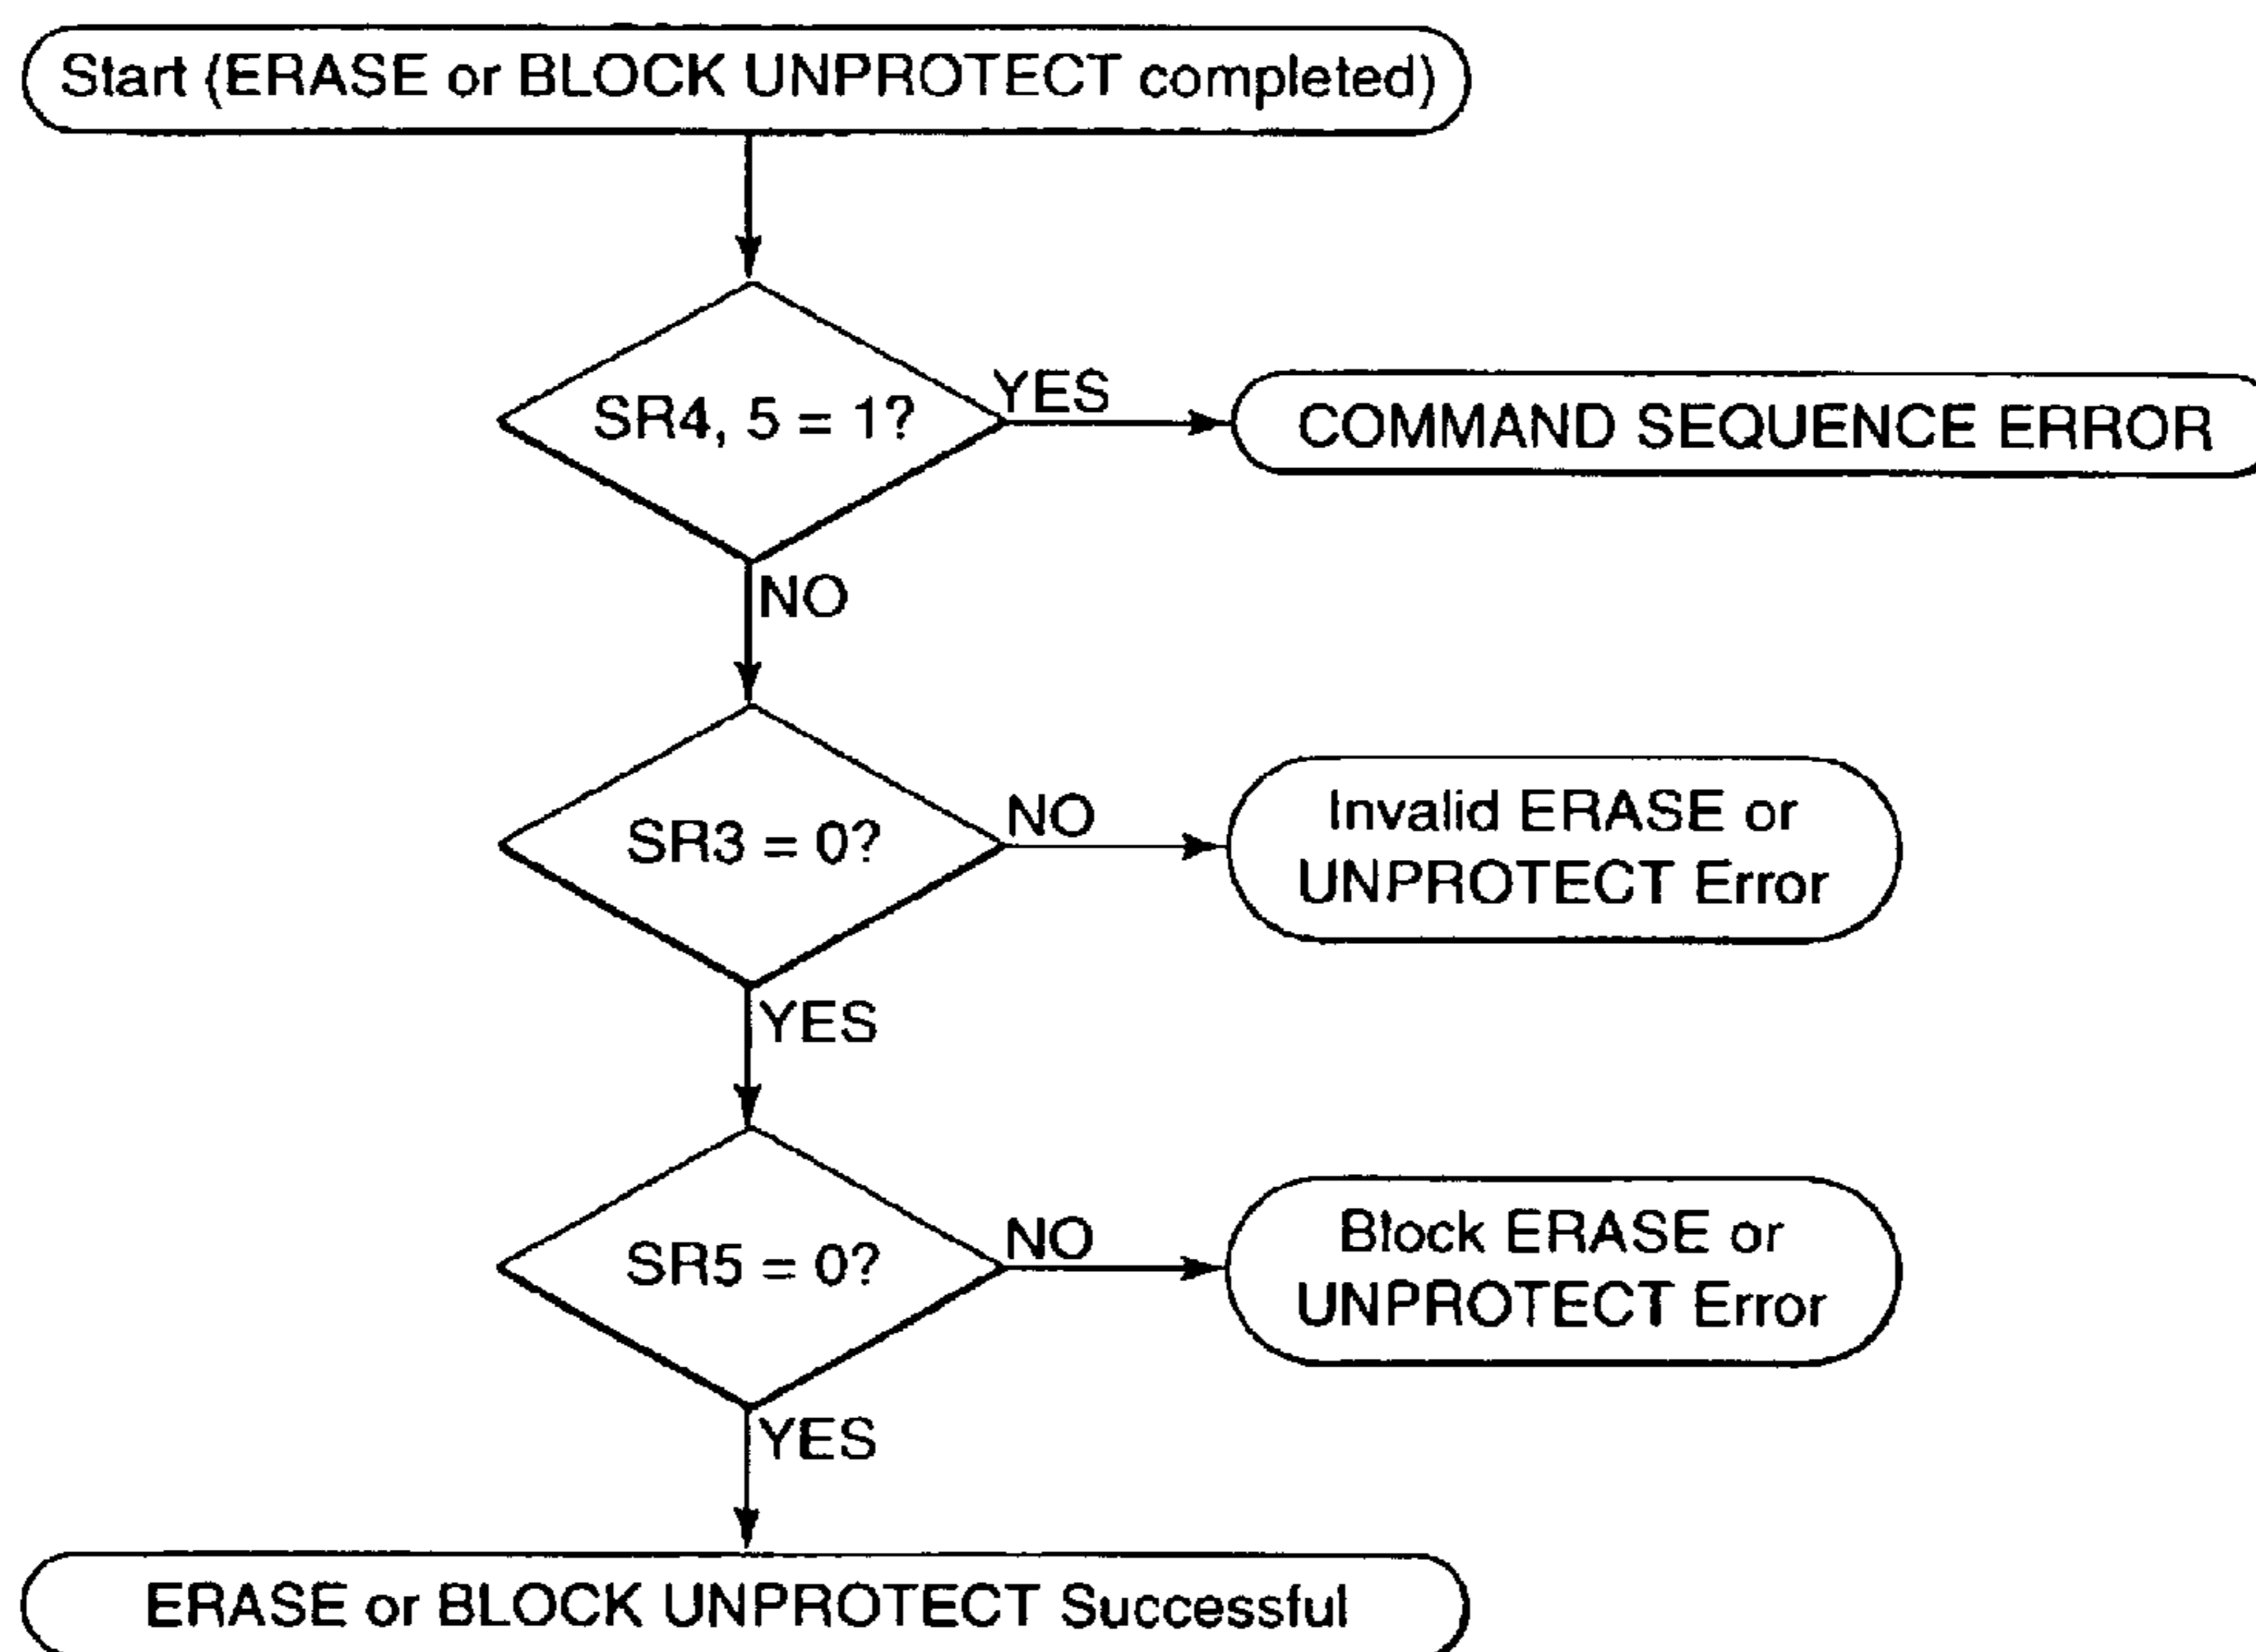 Start (ERASE or BLOCK UNPROTECT completed)
SR4, 5 = 1?
YES
COMMAND SEQUENCE ERROR
NO
SR3 = 0?
NO
Invalid ERASE or
UNPROTECT Error
YES
SR5 = 0?
NO
Block ERASE or
UNPROTECT Error
YES
ERASE or BLOCK UNPROTECT Successful